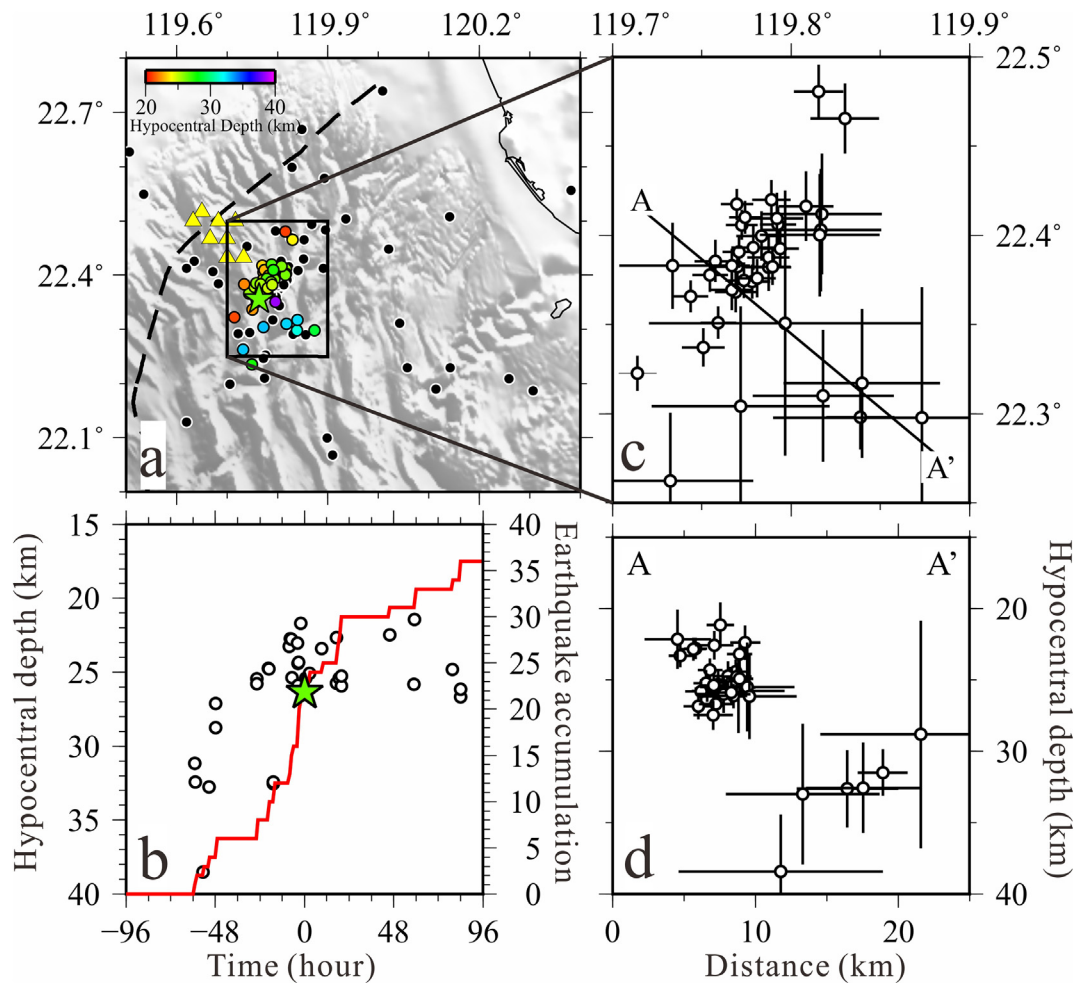 119.6° 119.9° 120.2°
119.7° 119.8° 119.9°
20 30 40
Hypocentral Depth (km)
22.7°
22.4°
22.1°
a
22.5°
22.4°
22.3°
A
A'
c
15
20
25
30
35
40
Hypocentral depth (km)
b
40
35
30
25
20
15
10
5
0
Earthquake accumulation
−96 −48 0 48 96
Time (hour)
A A'
d
20
30
40
Hypocentral depth (km)
0 10 20
Distance (km)